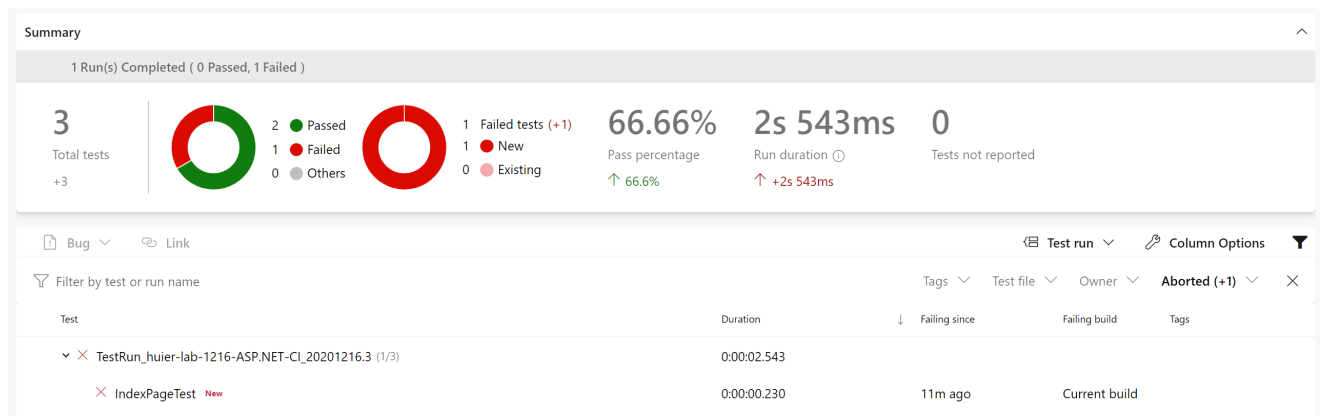 Summary
1 Run(s) Completed ( 0 Passed, 1 Failed )
3
Total tests
+3
2 Passed
1 Failed
0 Others
1 Failed tests (+1)
1 New
0 Existing
66.66%
Pass percentage
↑ 66.6%
2s 543ms
Run duration
↑ +2s 543ms
0
Tests not reported
Bug Link Test run Column Options
Filter by test or run name Tags Test file Owner Aborted (+1)
Test Duration ↓ Failing since Failing build Tags
TestRun_huier-lab-1216-ASP.NET-CI_20201216.3 (1/3) 0:00:02.543
IndexPageTest New 0:00:00.230 11m ago Current build